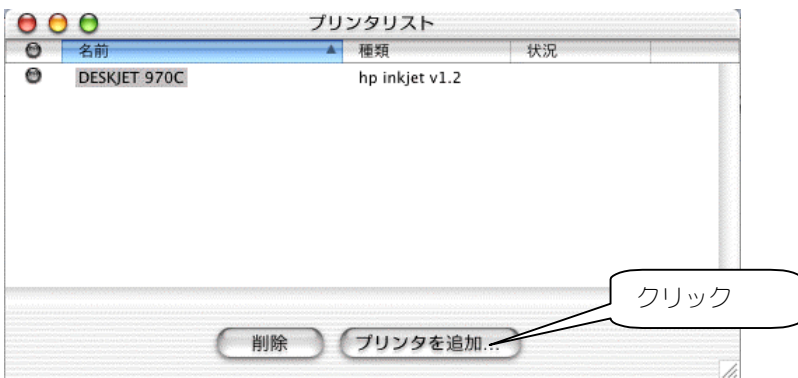 プリンタリスト
名前 種類 状況
DESKJET 970C hp inkjet v1.2
クリック
削除 プリンタを追加...